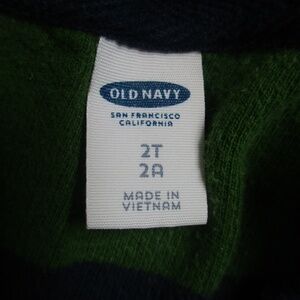 OLD NAVY
SAN FRANCISCO
CALIFORNIA
2T
2A
MADE IN
VIETNAM